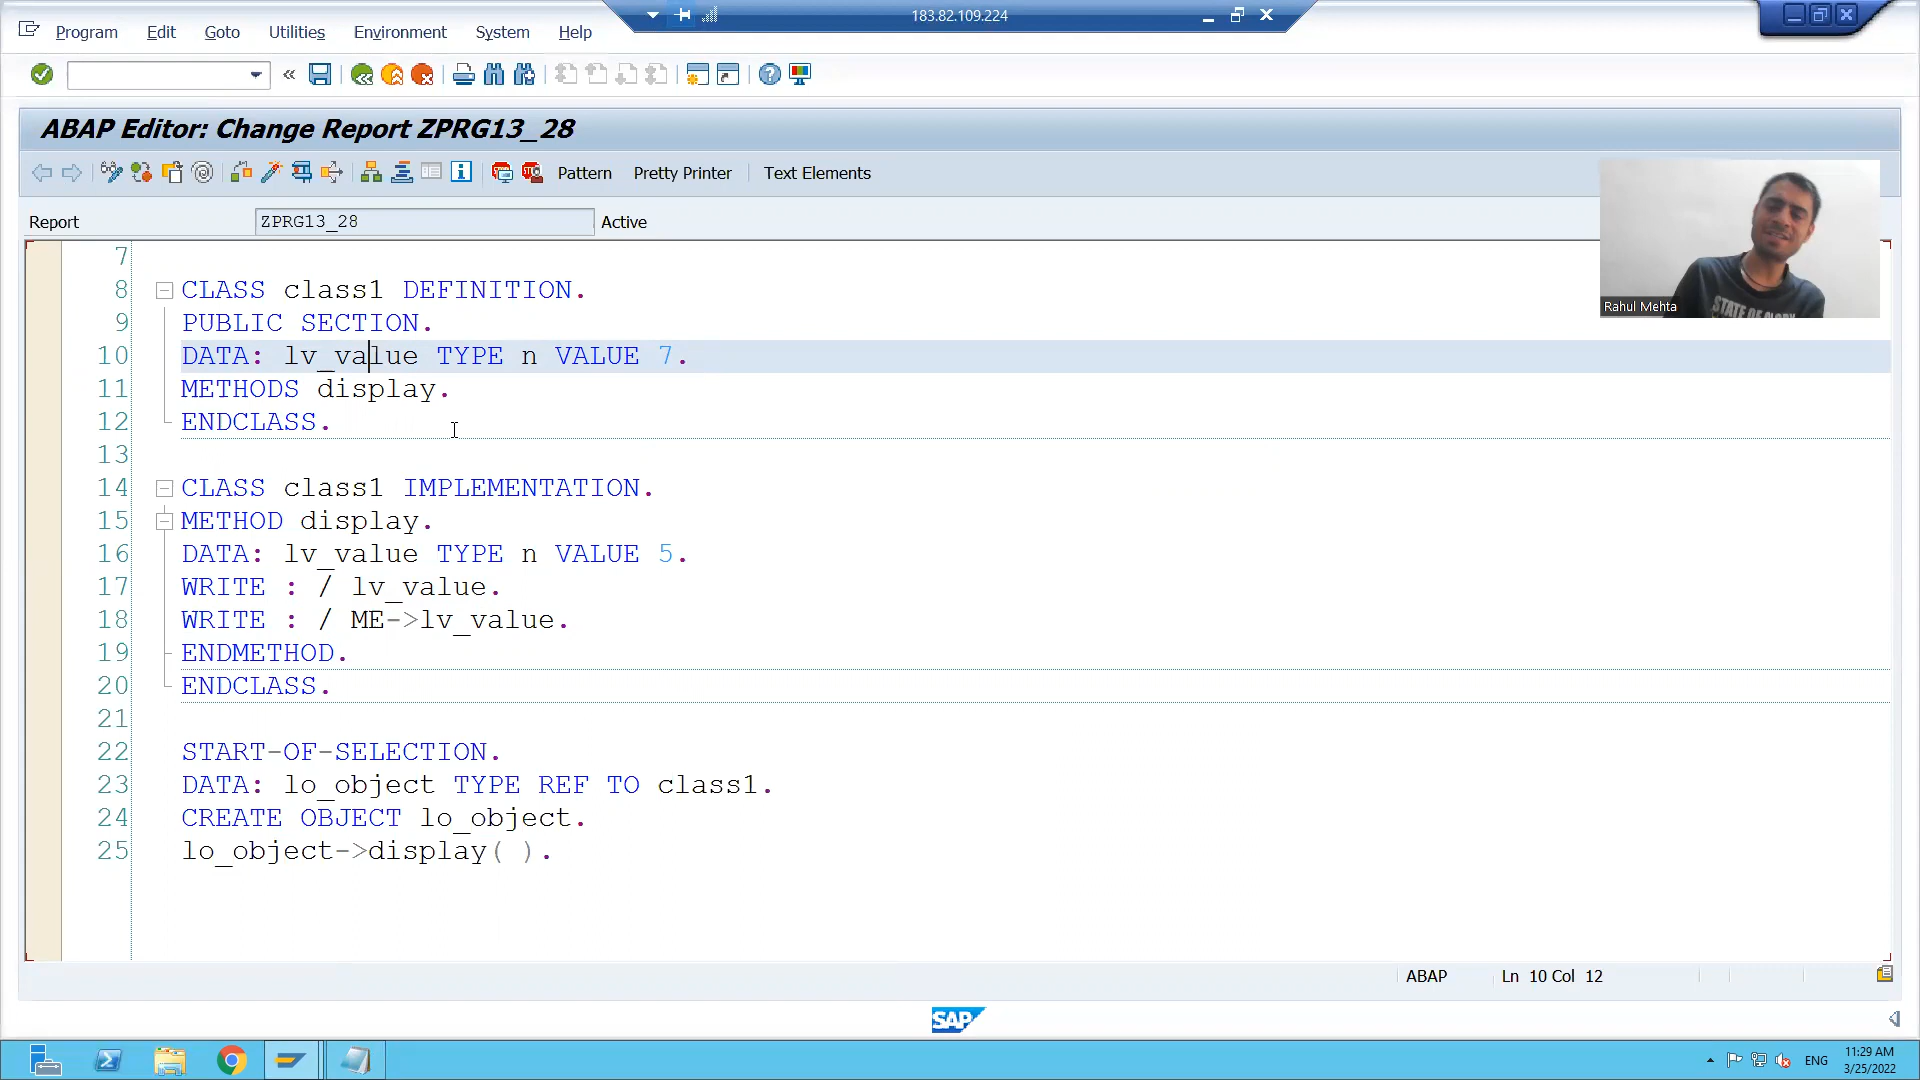 183.82.109.224
Program Edit Goto Utilities Environment System Help
ABAP Editor: Change Report ZPRG13_28
Pattern Pretty Printer Text Elements
Report ZPRG13_28 Active
Rahul Mehta
STATE OF GLORY
7
8 CLASS class1 DEFINITION.
9 PUBLIC SECTION.
10 DATA: lv_value TYPE n VALUE 7.
11 METHODS display.
12 ENDCLASS.
13
14 CLASS class1 IMPLEMENTATION.
15 METHOD display.
16 DATA: lv_value TYPE n VALUE 5.
17 WRITE : / lv_value.
18 WRITE : / ME->lv_value.
19 ENDMETHOD.
20 ENDCLASS.
21
22 START-OF-SELECTION.
23 DATA: lo_object TYPE REF TO class1.
24 CREATE OBJECT lo_object.
25 lo_object->display( ).
ABAP Ln 10 Col 12
SAP
ENG 11:29 AM
3/25/2022